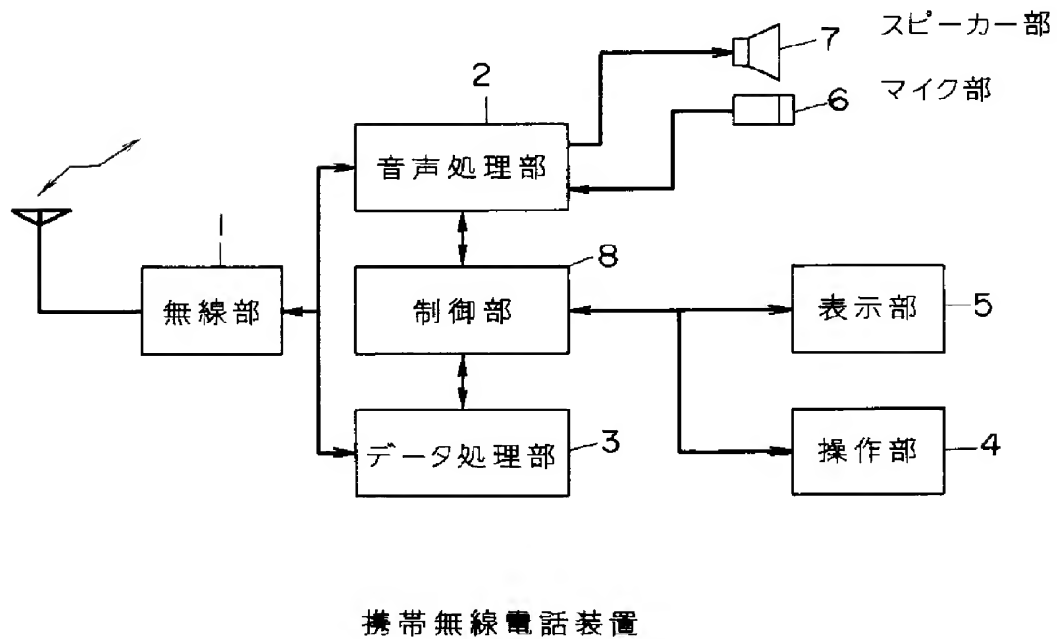 スピーカー部
7
マイク部
6
2
音声処理部
1
無線部
8
制御部
表示部
5
データ処理部
3
操作部
4
携帯無線電話装置